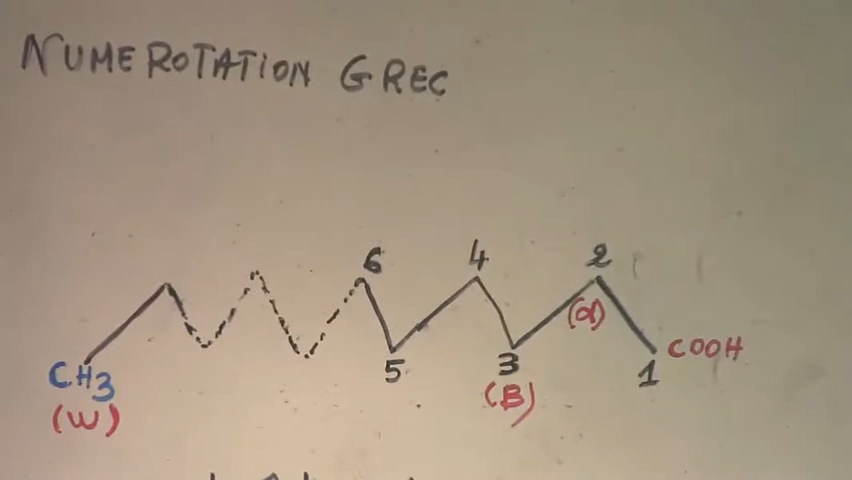 NUMEROTATION GREC
6 4 2
(α)
CH3 5 3 1 COOH
(ω) (B)